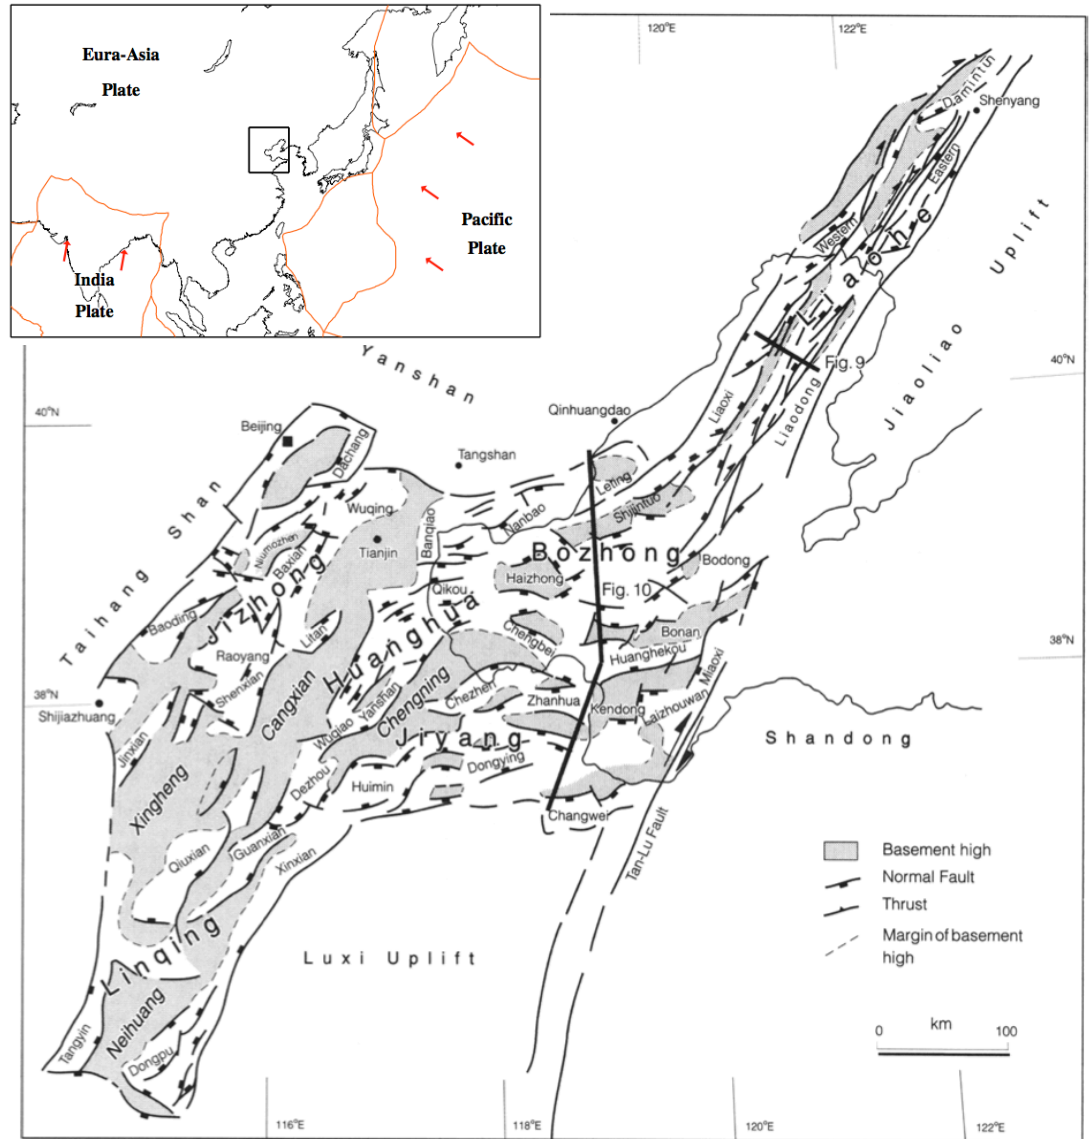 Eura-Asia
Plate
Pacific
Plate
India
Plate
120°E
122°E
Damintun
Shenyang
Eastern
Western
Liaohe
Uplift
Jiaoliao
Yanshan
Fig. 9
40°N
40°N
Liaoxi
Liaodong
Qinhuangdao
Beijing
Dachang
Tangshan
Taihang Shan
Wuqing
Leting
Shijintuo
Nanbao
Banqiao
Tianjin
Niumozhen
Baxian
Bozhong
Bodong
Haizhong
Qikou
Fig. 10
Jizhong
Baoding
Litan
Huanghua
Chengbei
Bonan
Huanghekou
38°N
Raoyang
Shenxian
Cangxian
Yanshan
Chengning
Chezhen
Zhanhua
Kendong
Miaoxi
Laizhouwan
38°N
Shijiazhuang
Jinxian
Wuqiao
Jiyang
Shandong
Dongying
Dezhou
Huimin
Xingheng
Changwei
Tan-Lu Fault
Qiuxian
Guanxian
Xinxian
Basement high
Normal Fault
Thrust
Margin of basement
high
Linqing
Luxi Uplift
Neihuang
Tangyin
Dongpu
0 km 100
116°E
118°E
120°E
122°E